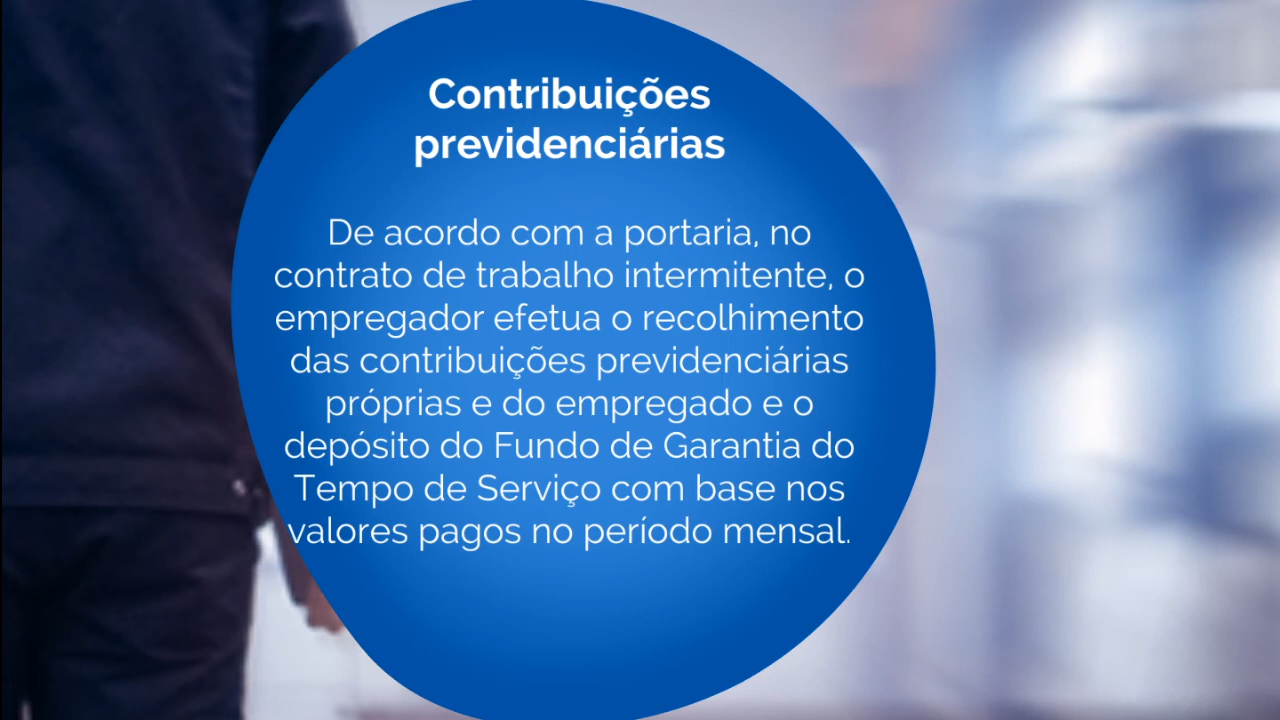 Contribuições
previdenciárias
De acordo com a portaria, no
contrato de trabalho intermitente, o
empregador efetua o recolhimento
das contribuições previdenciárias
próprias e do empregado e o
depósito do Fundo de Garantia do
Tempo de Serviço com base nos
valores pagos no período mensal.